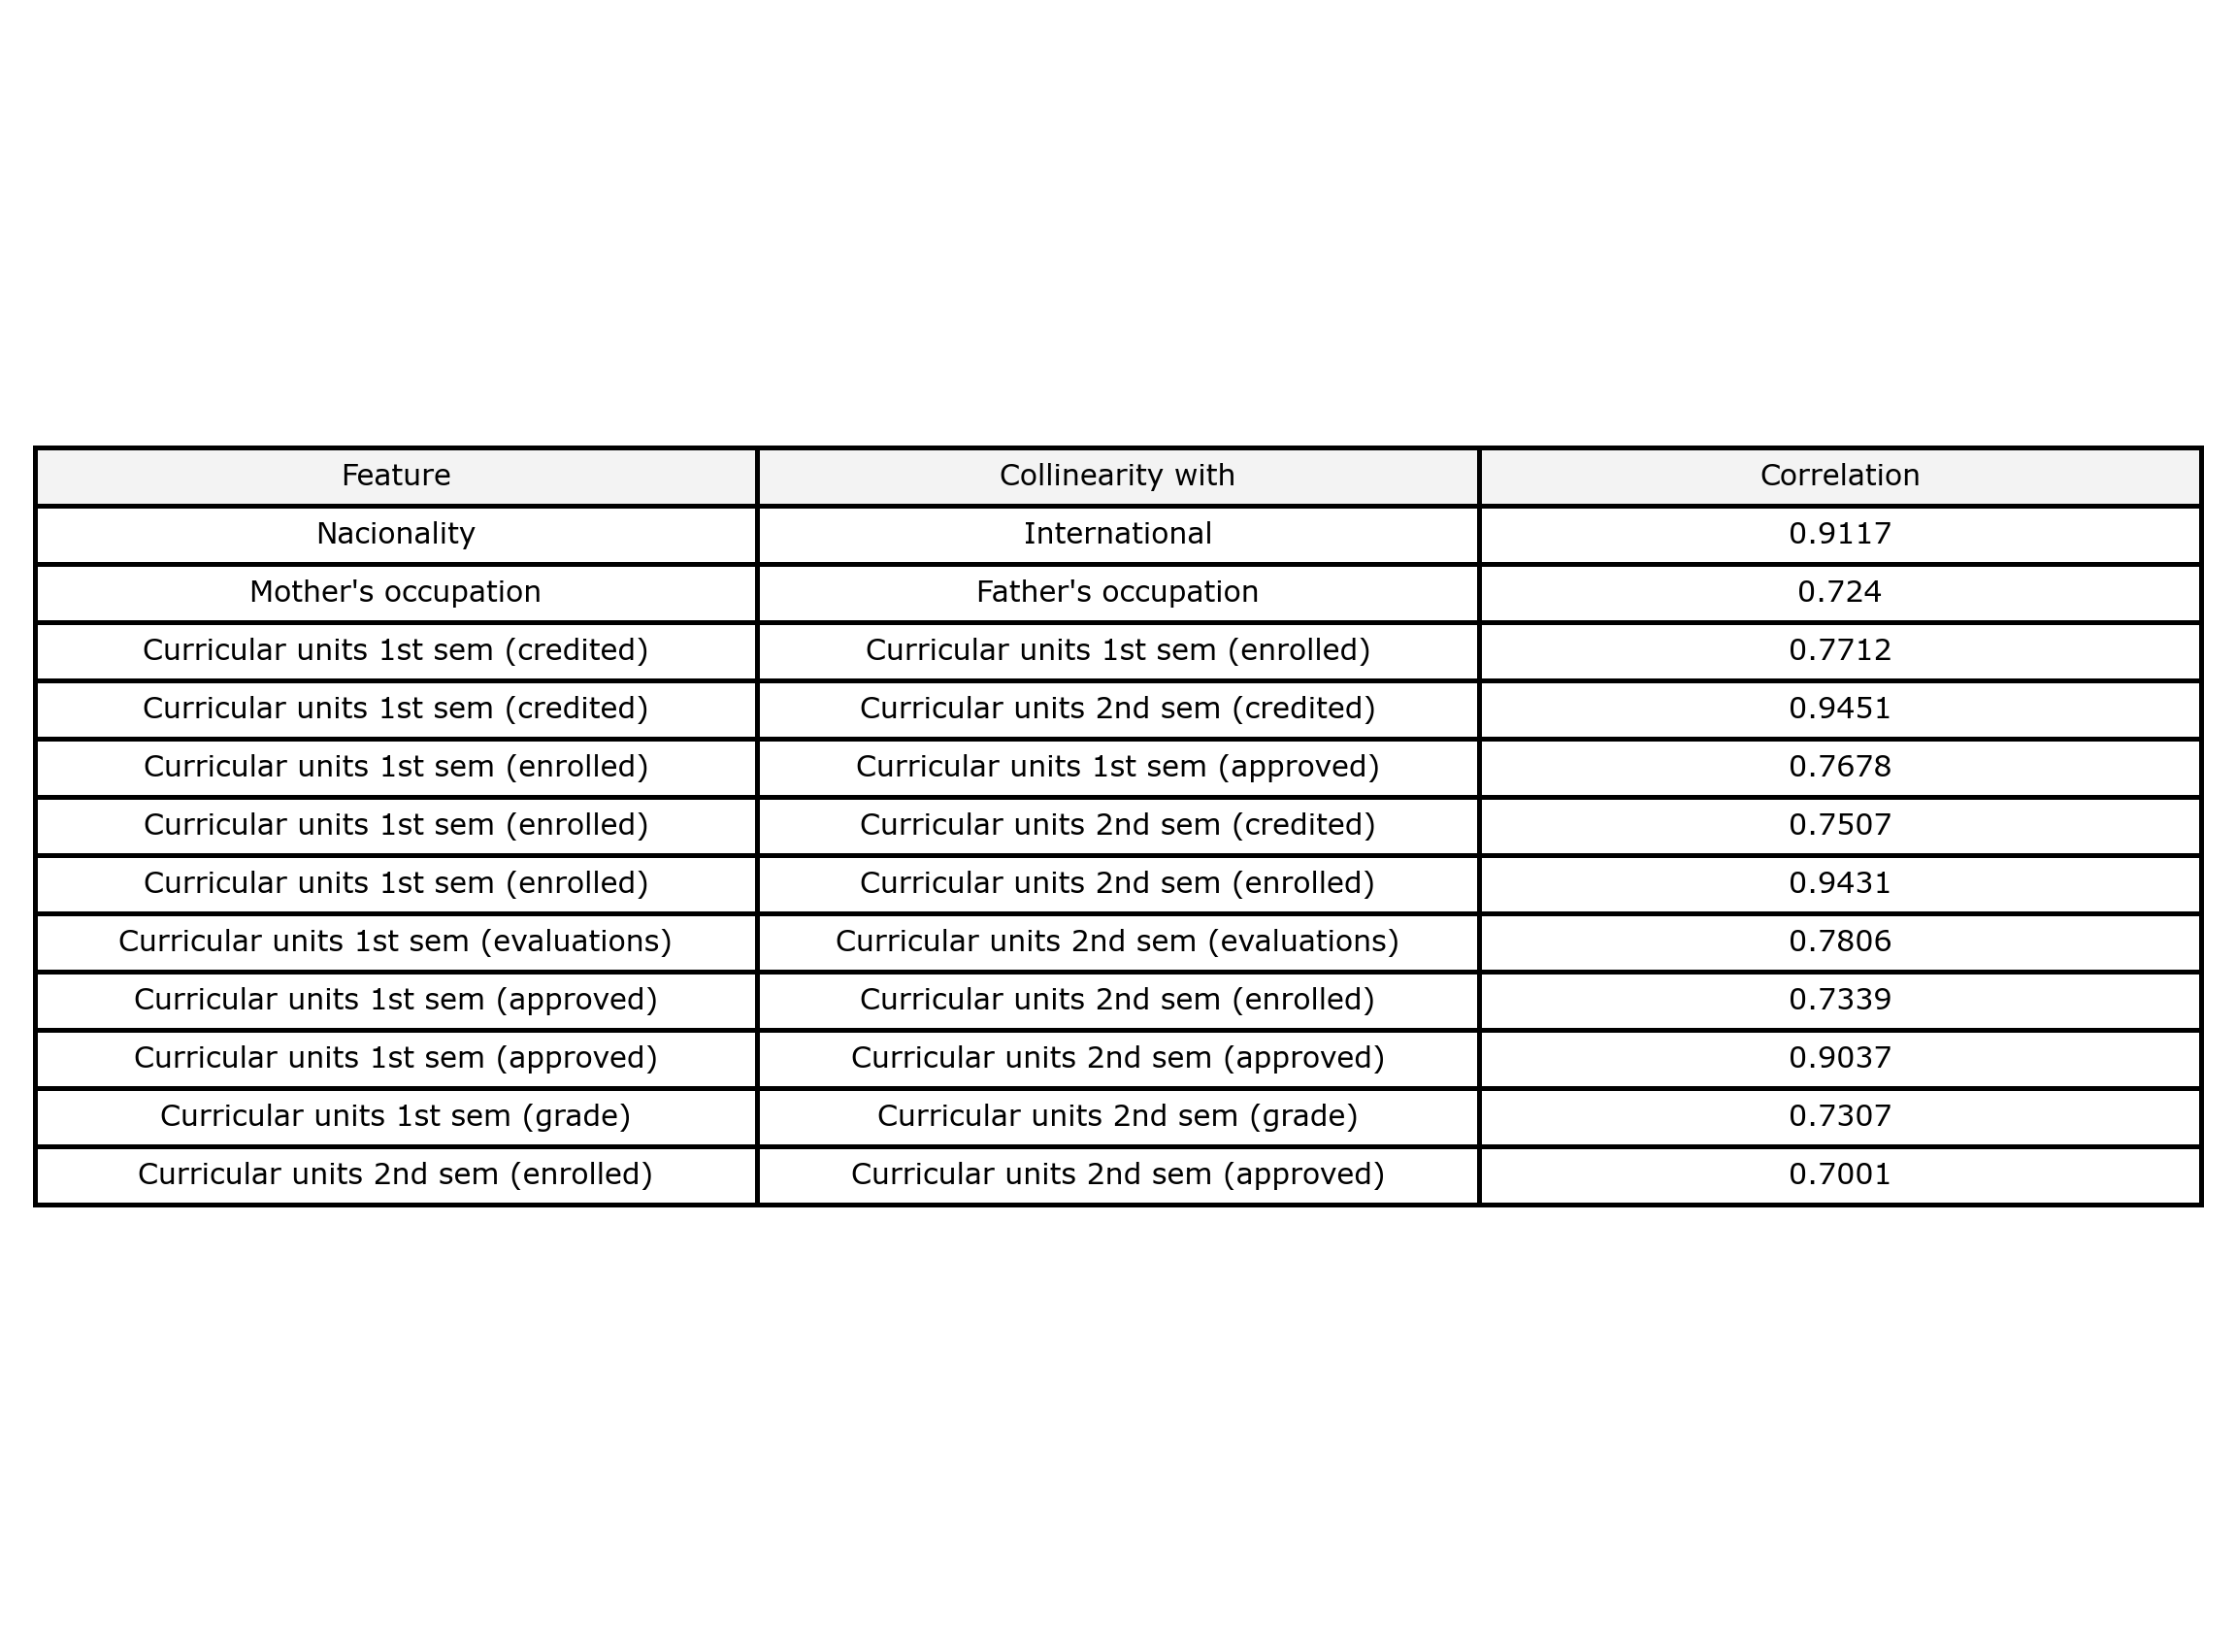 Feature Collinearity with Correlation
Nacionality International 0.9117
Mother's occupation Father's occupation 0.724
Curricular units 1st sem (credited) Curricular units 1st sem (enrolled) 0.7712
Curricular units 1st sem (credited) Curricular units 2nd sem (credited) 0.9451
Curricular units 1st sem (enrolled) Curricular units 1st sem (approved) 0.7678
Curricular units 1st sem (enrolled) Curricular units 2nd sem (credited) 0.7507
Curricular units 1st sem (enrolled) Curricular units 2nd sem (enrolled) 0.9431
Curricular units 1st sem (evaluations) Curricular units 2nd sem (evaluations) 0.7806
Curricular units 1st sem (approved) Curricular units 2nd sem (enrolled) 0.7339
Curricular units 1st sem (approved) Curricular units 2nd sem (approved) 0.9037
Curricular units 1st sem (grade) Curricular units 2nd sem (grade) 0.7307
Curricular units 2nd sem (enrolled) Curricular units 2nd sem (approved) 0.7001